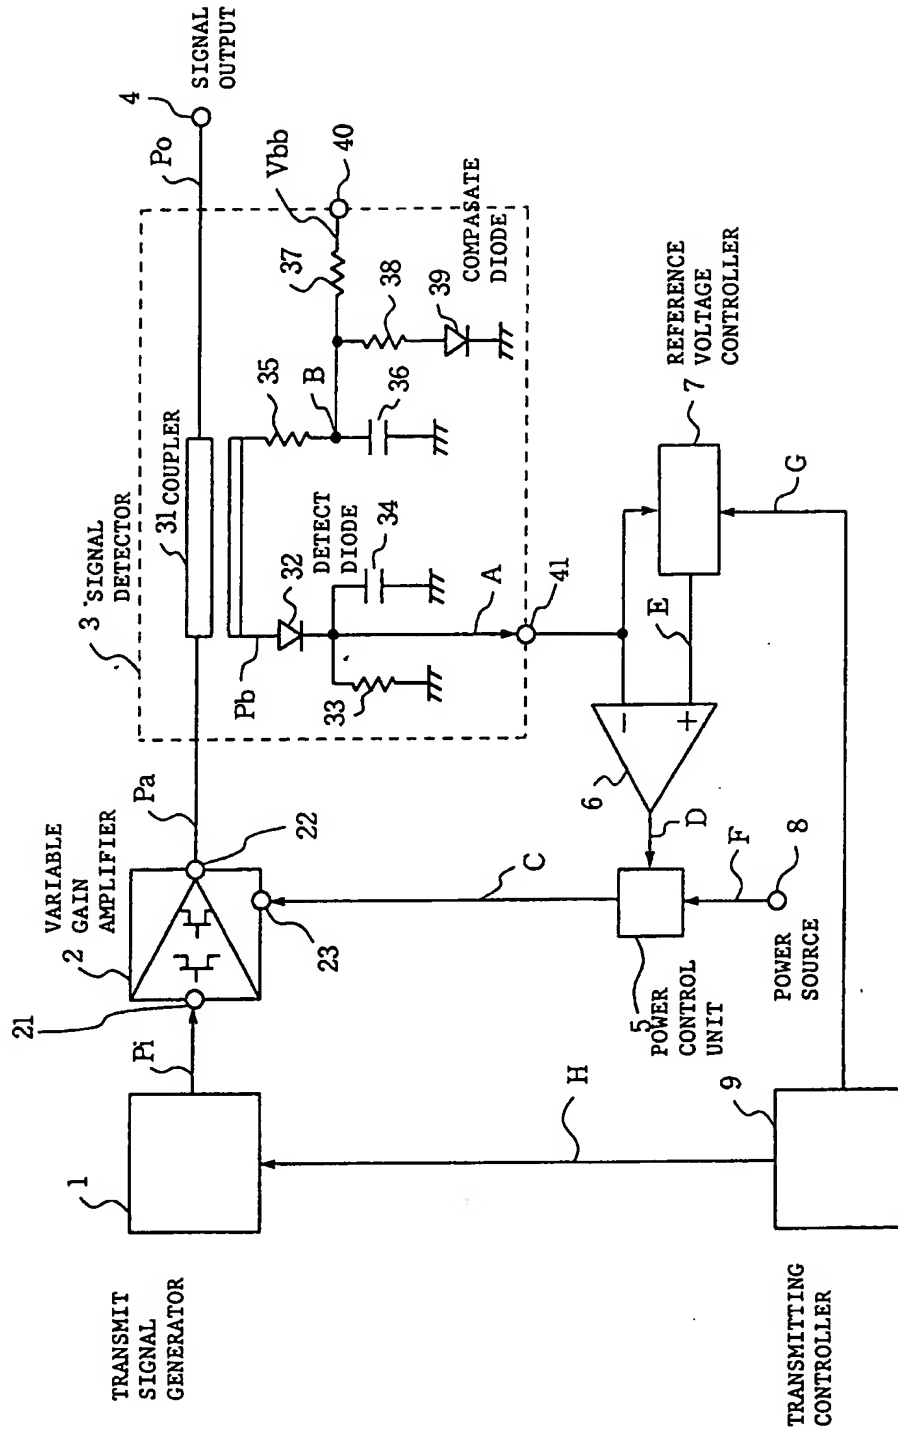 TRANSMIT
SIGNAL
GENERATOR
1
Pi
21
2
VARIABLE
GAIN
AMPLIFIER
22
23
Pa
3
SIGNAL
DETECTOR
31
COUPLER
Po
4
SIGNAL
OUTPUT
Pb
32
DETECT
DIODE
33
34
35
B
36
37
Vbb
40
38
39
COMPASATE
DIODE
A
41
H
C
5
POWER
CONTROL
UNIT
D
6
−
+
E
7
REFERENCE
VOLTAGE
CONTROLLER
G
F
8
POWER
SOURCE
9
TRANSMITTING
CONTROLLER